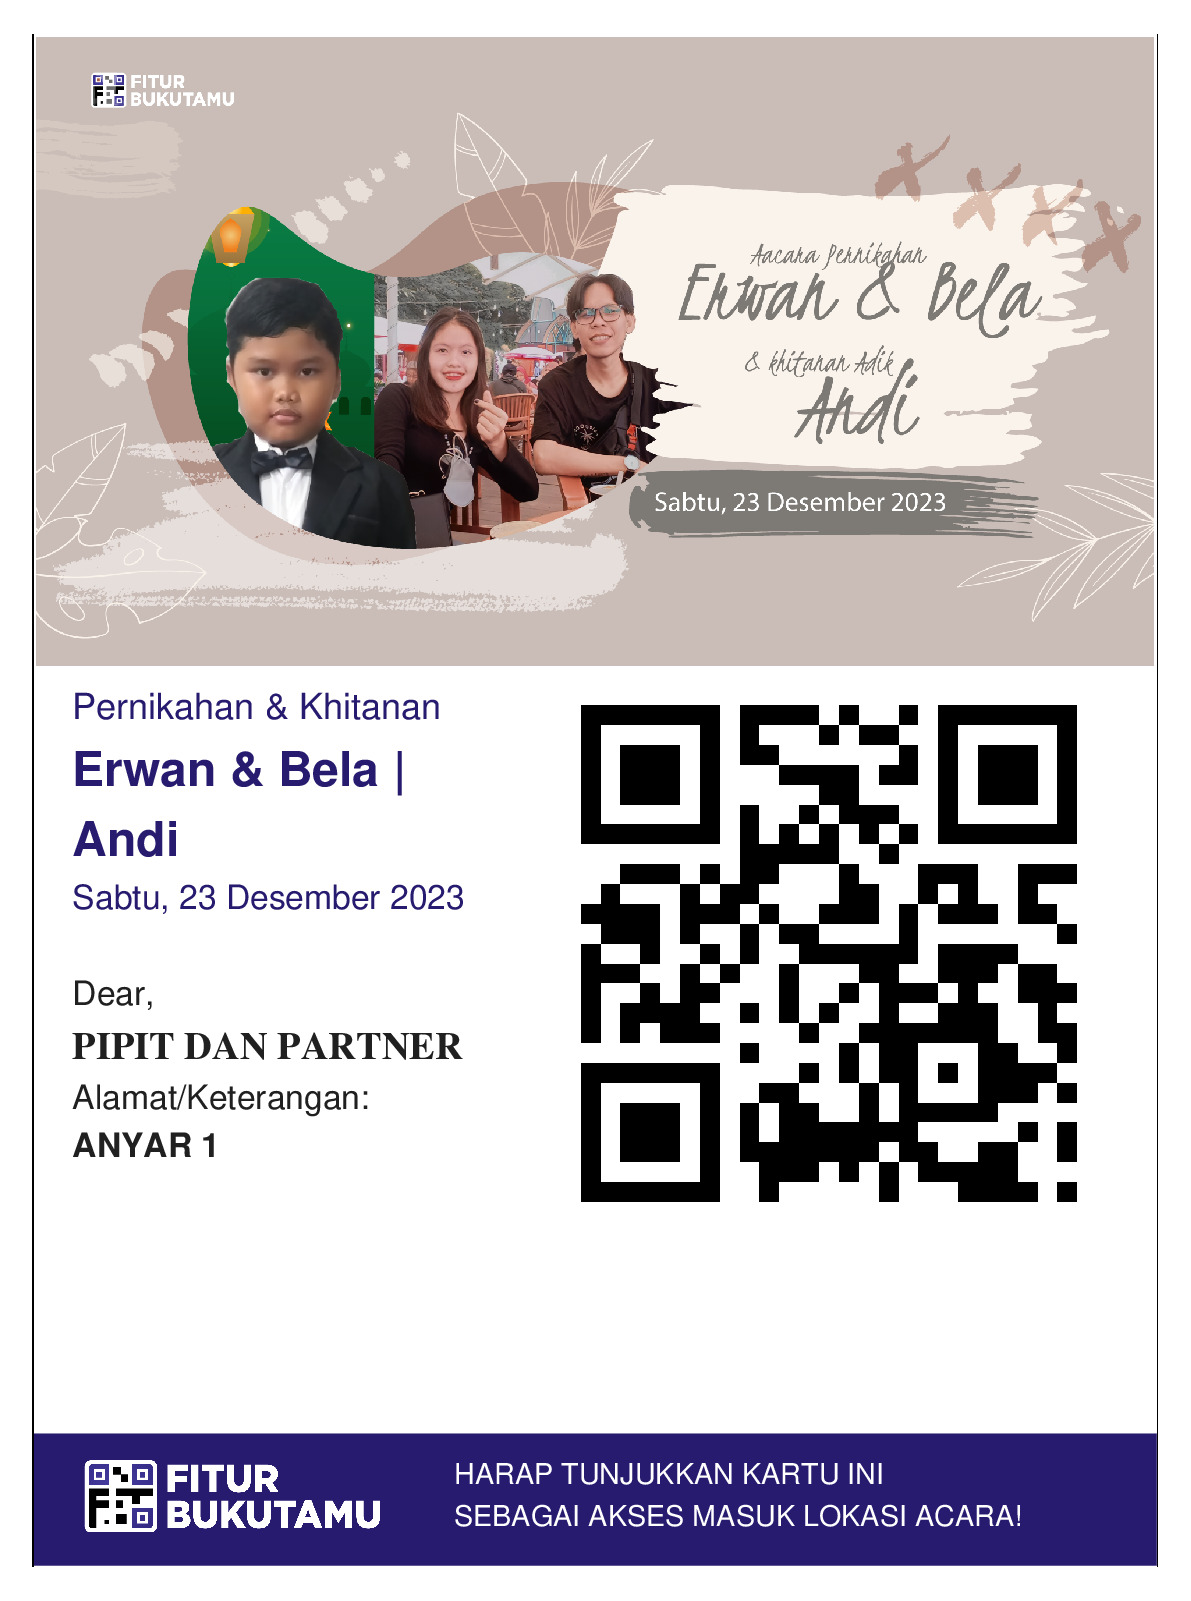 FITUR
BUKUTAMU
Aacara Pernikahan
Erwan & Bela
& khitanan Adik
Andi
Sabtu, 23 Desember 2023
Pernikahan & Khitanan
Erwan & Bela |
Andi
Sabtu, 23 Desember 2023
Dear,
PIPIT DAN PARTNER
Alamat/Keterangan:
ANYAR 1
FITUR
BUKUTAMU
HARAP TUNJUKKAN KARTU INI
SEBAGAI AKSES MASUK LOKASI ACARA!